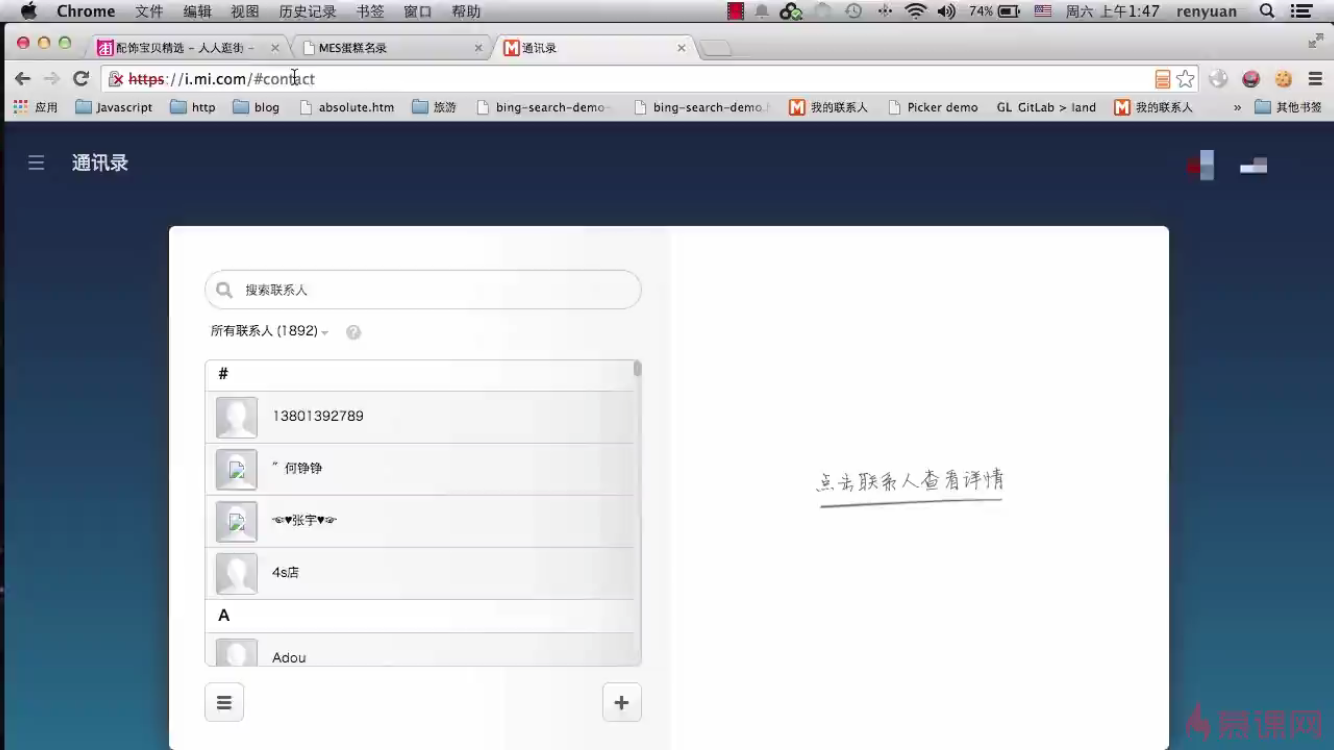 Chrome 文件 编辑 视图 历史记录 书签 窗口 帮助 74% 周六 上午1:47 renyuan
配饰宝贝精选 - 人人逛街 - MES蛋糕名录 通讯录
https://i.mi.com/#contact
应用 Javascript http blog absolute.htm 旅游 bing-search-demo- bing-search-demo.h 我的联系人 Picker demo GL GitLab > land 我的联系人 » 其他书签
通讯录
搜索联系人
所有联系人 (1892)
#
13801392789
" 何铮铮
☜♥张宇♥☞
4s店
A
Adou
点击联系人查看详情
慕课网